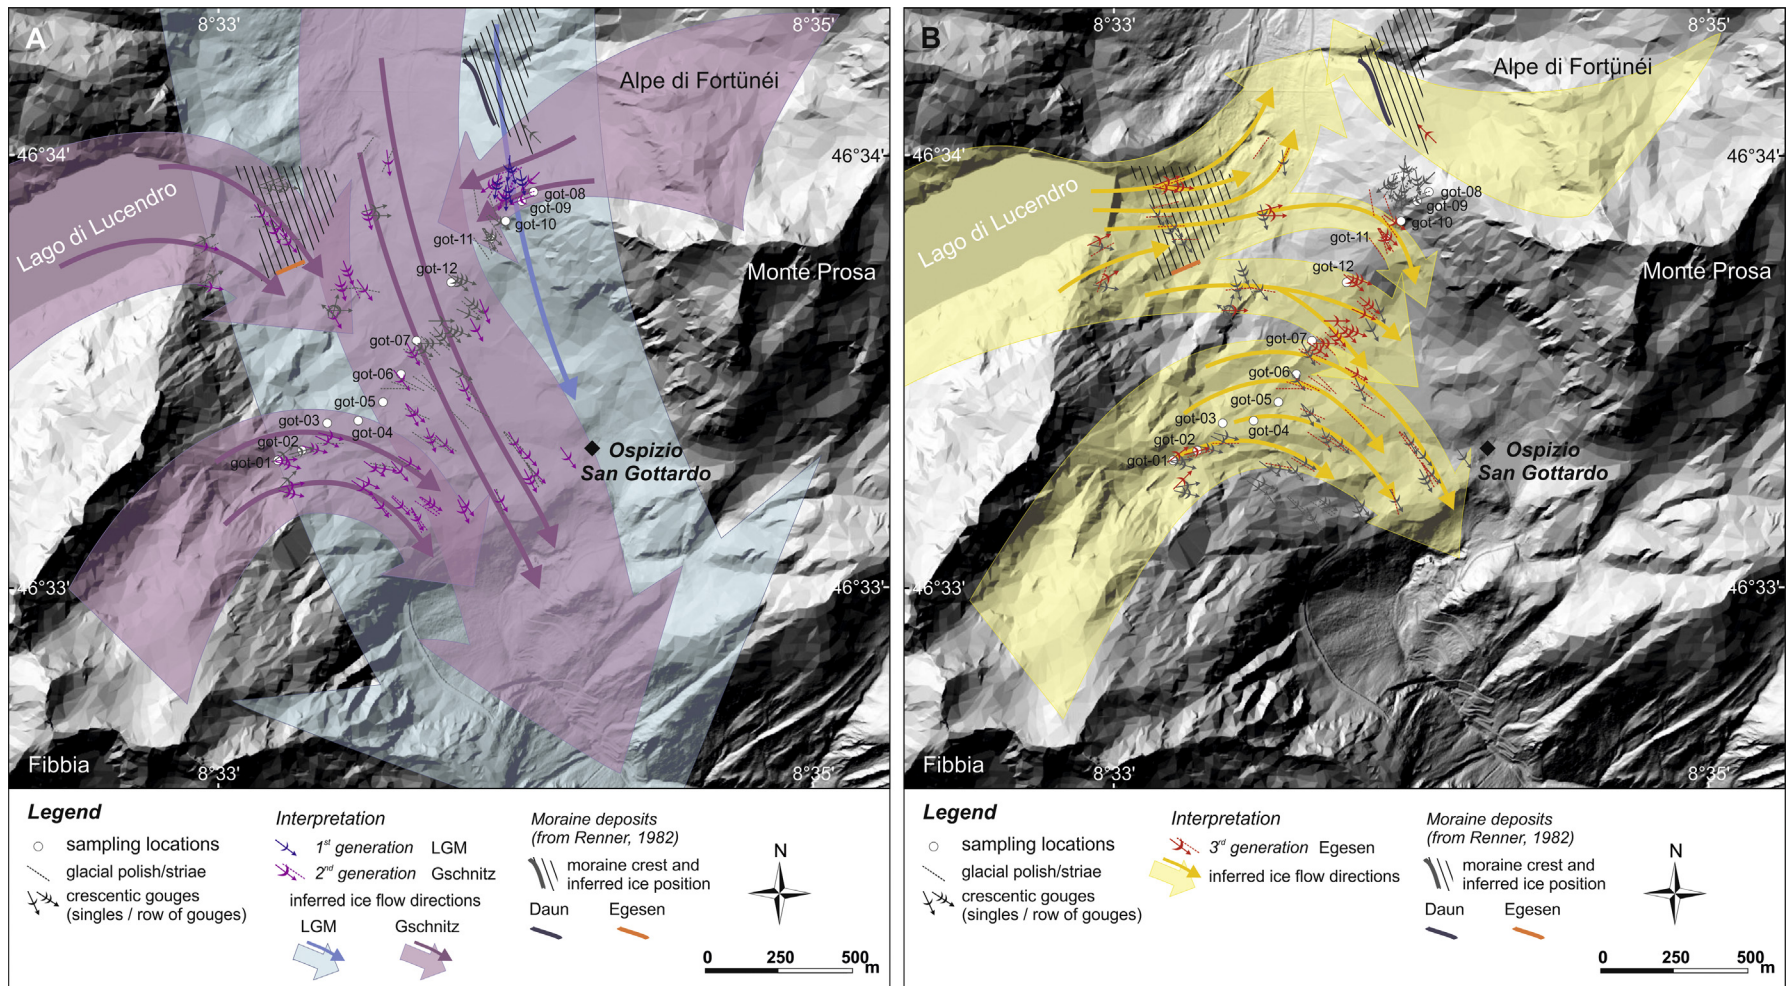 A
8°33'
8°35'
Alpe di Fortünéi
46°34'
46°34'
Lago di Lucendro
got-08
got-09
got-10
got-11
got-12
Monte Prosa
got-07
got-06
got-05
got-03
got-04
got-02
got-01
Ospizio
San Gottardo
46°33'
46°33'
Fibbia
8°33'
8°35'
Legend
sampling locations
glacial polish/striae
crescentic gouges
(singles / row of gouges)
Interpretation
1st generation LGM
2nd generation Gschnitz
inferred ice flow directions
LGM Gschnitz
Moraine deposits
(from Renner, 1982)
moraine crest and
inferred ice position
Daun Egesen
N
0 250 500 m
B
8°33'
8°35'
Alpe di Fortünéi
46°34'
46°34'
Lago di Lucendro
got-08
got-09
got-10
got-11
got-12
Monte Prosa
got-07
got-06
got-05
got-03
got-04
got-02
got-01
Ospizio
San Gottardo
46°33'
46°33'
Fibbia
8°33'
8°35'
Legend
sampling locations
glacial polish/striae
crescentic gouges
(singles / row of gouges)
Interpretation
3rd generation Egesen
inferred ice flow directions
Moraine deposits
(from Renner, 1982)
moraine crest and
inferred ice position
Daun Egesen
N
0 250 500 m